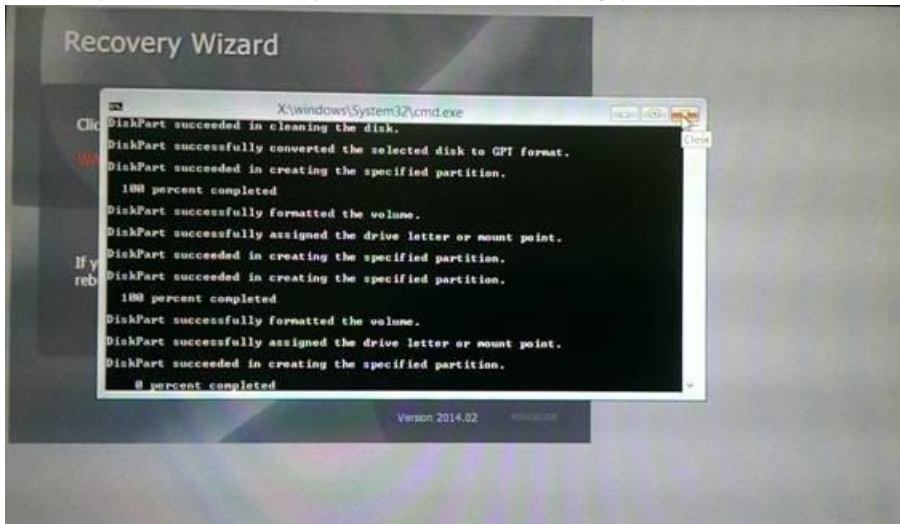 Recovery Wizard
X:\windows\System32\cmd.exe
Close
Clic
DiskPart succeeded in cleaning the disk.
DiskPart successfully converted the selected disk to GPT format.
WA
DiskPart succeeded in creating the specified partition.
100 percent completed
DiskPart successfully formatted the volume.
DiskPart successfully assigned the drive letter or mount point.
If y
DiskPart succeeded in creating the specified partition.
reb
DiskPart succeeded in creating the specified partition.
100 percent completed
DiskPart successfully formatted the volume.
DiskPart successfully assigned the drive letter or mount point.
DiskPart succeeded in creating the specified partition.
0 percent completed
Version 2014.02